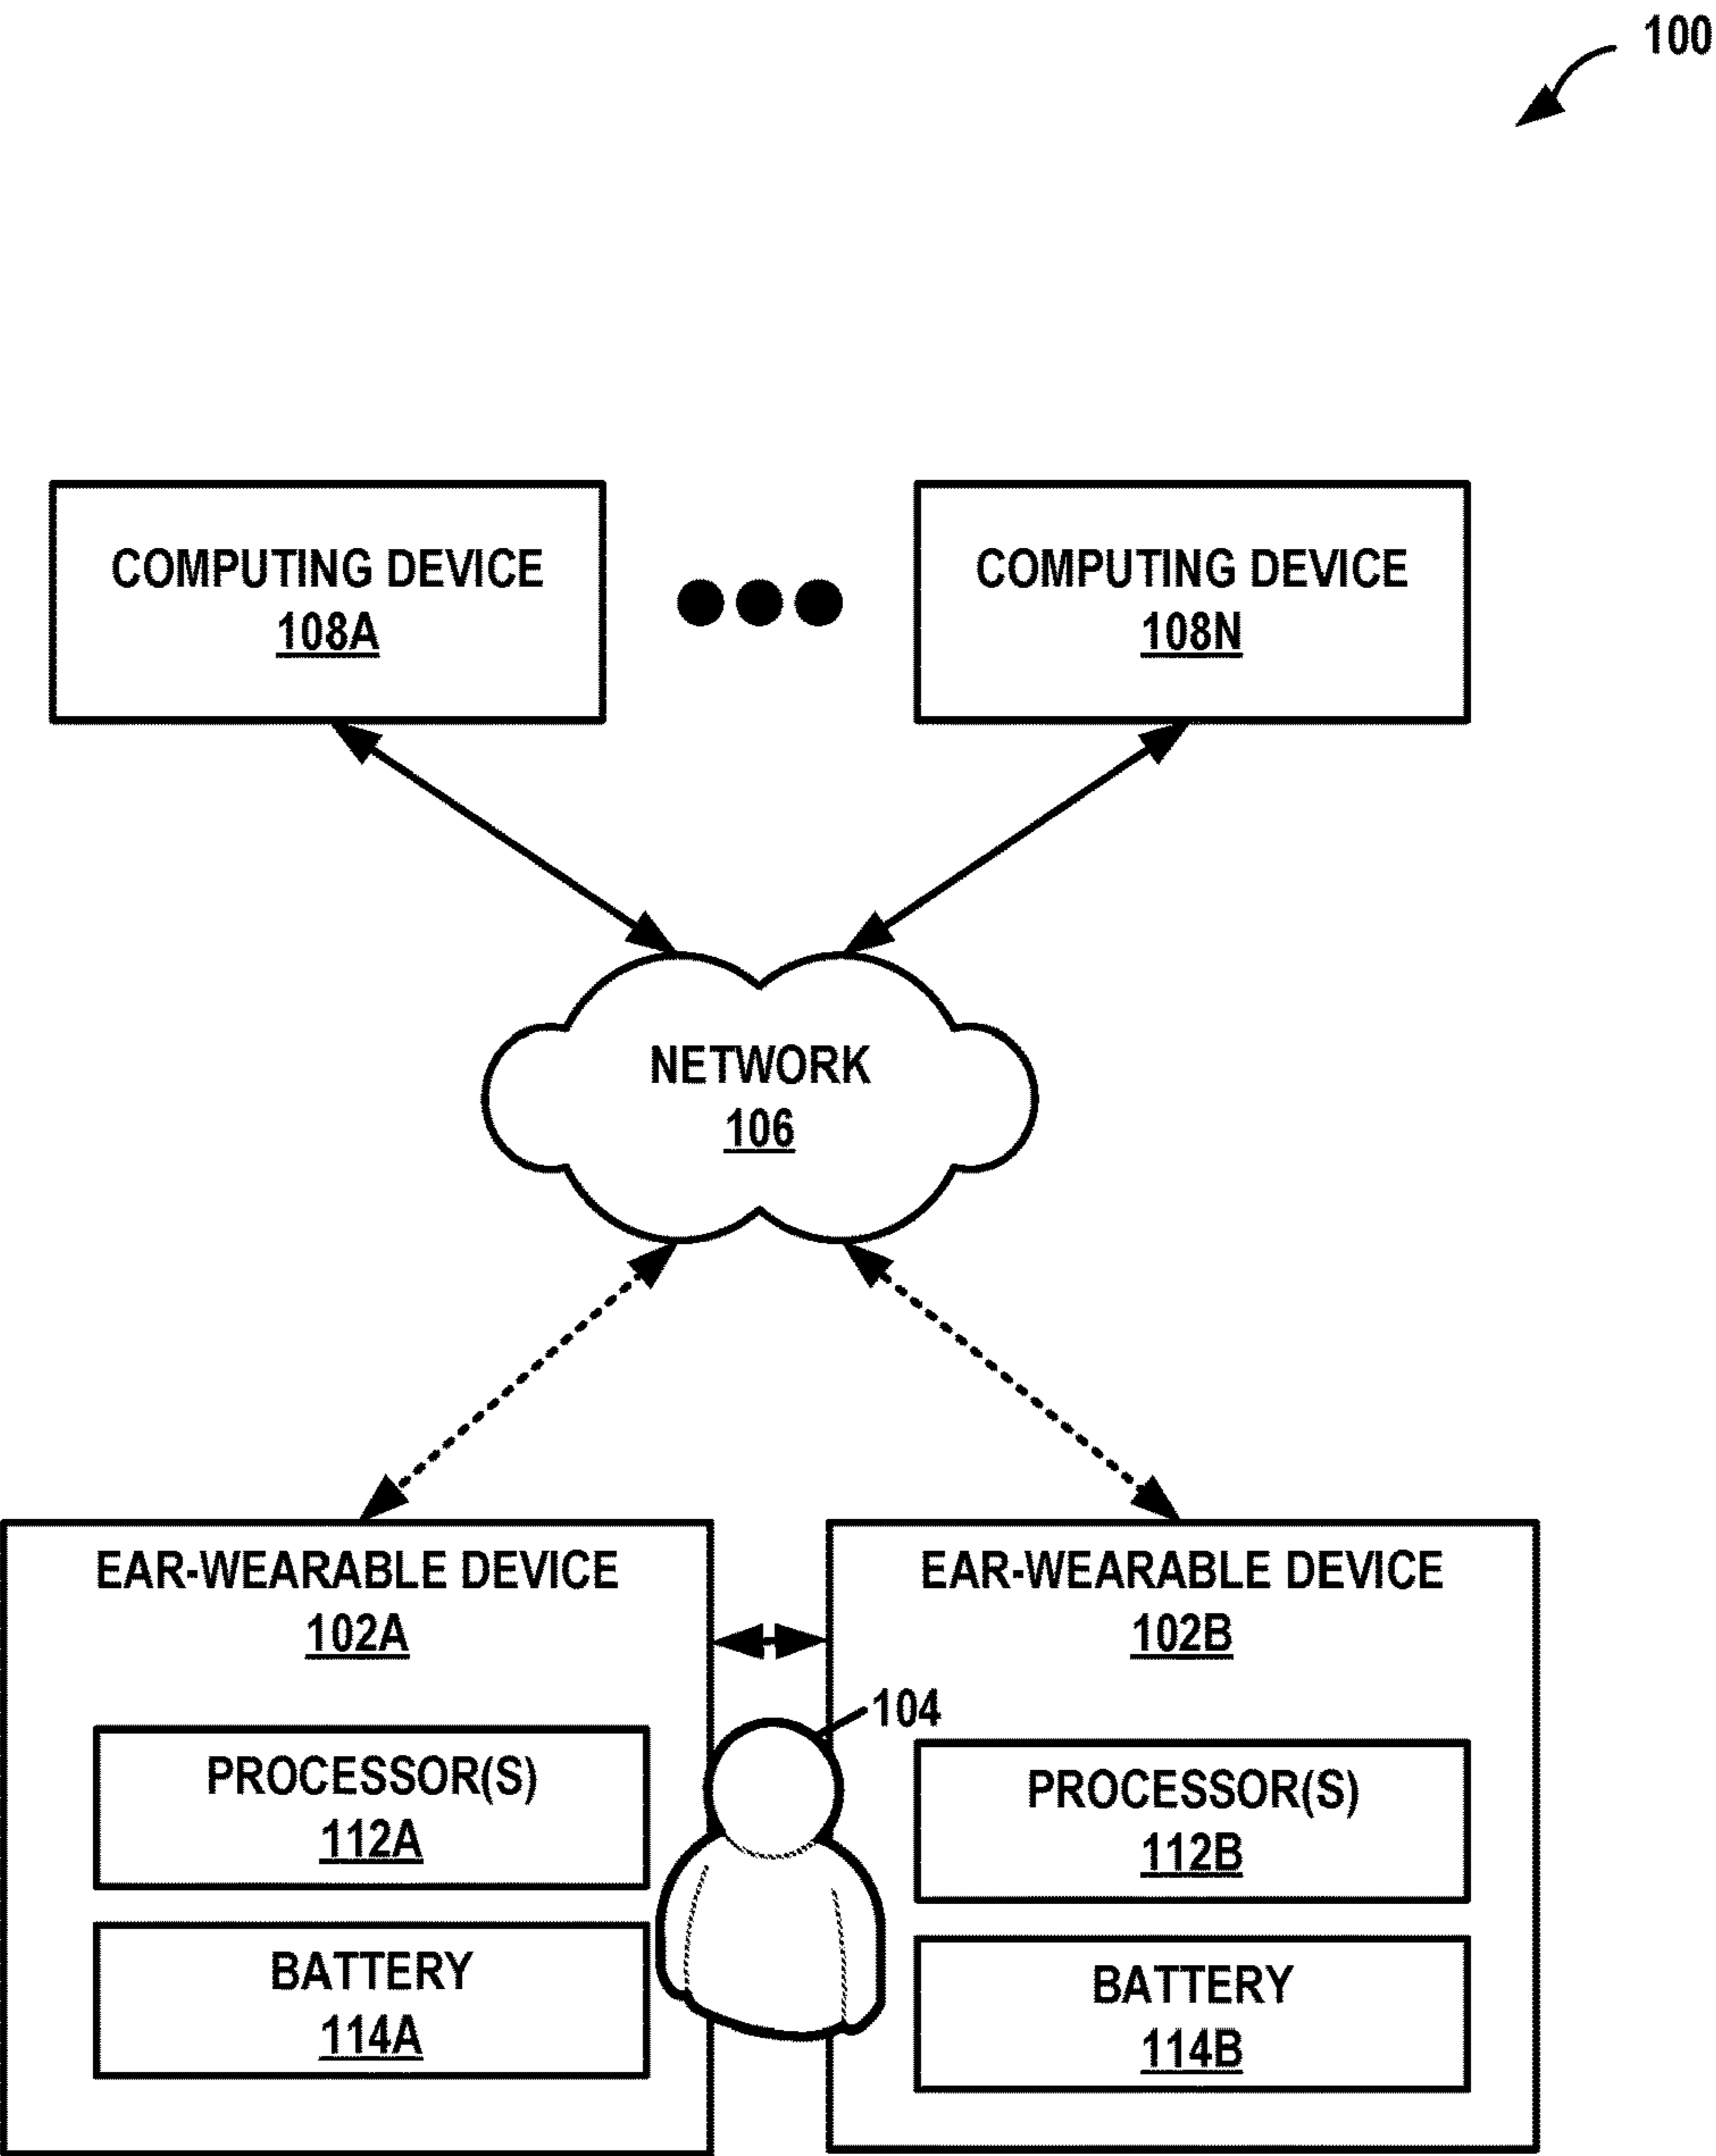 100
COMPUTING DEVICE
108A
COMPUTING DEVICE
108N
NETWORK
106
EAR-WEARABLE DEVICE
102A
EAR-WEARABLE DEVICE
102B
104
PROCESSOR(S)
112A
PROCESSOR(S)
112B
BATTERY
114A
BATTERY
114B